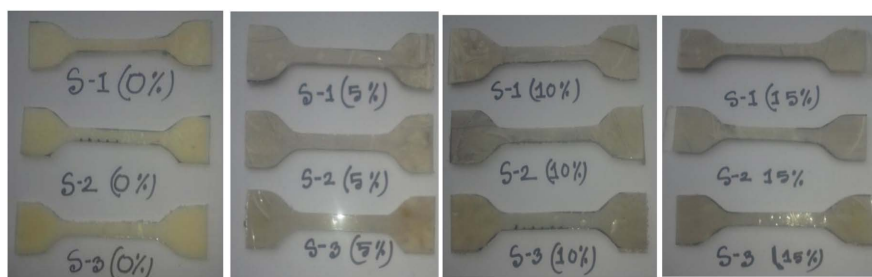 S-1 (0%)
S-2 (0%)
S-3 (0%)
S-1 (5%)
S-2 (5%)
S-3 (5%)
S-1 (10%)
S-2 (10%)
S-3 (10%)
S-1 (15%)
S-2 15%
S-3 (15%)